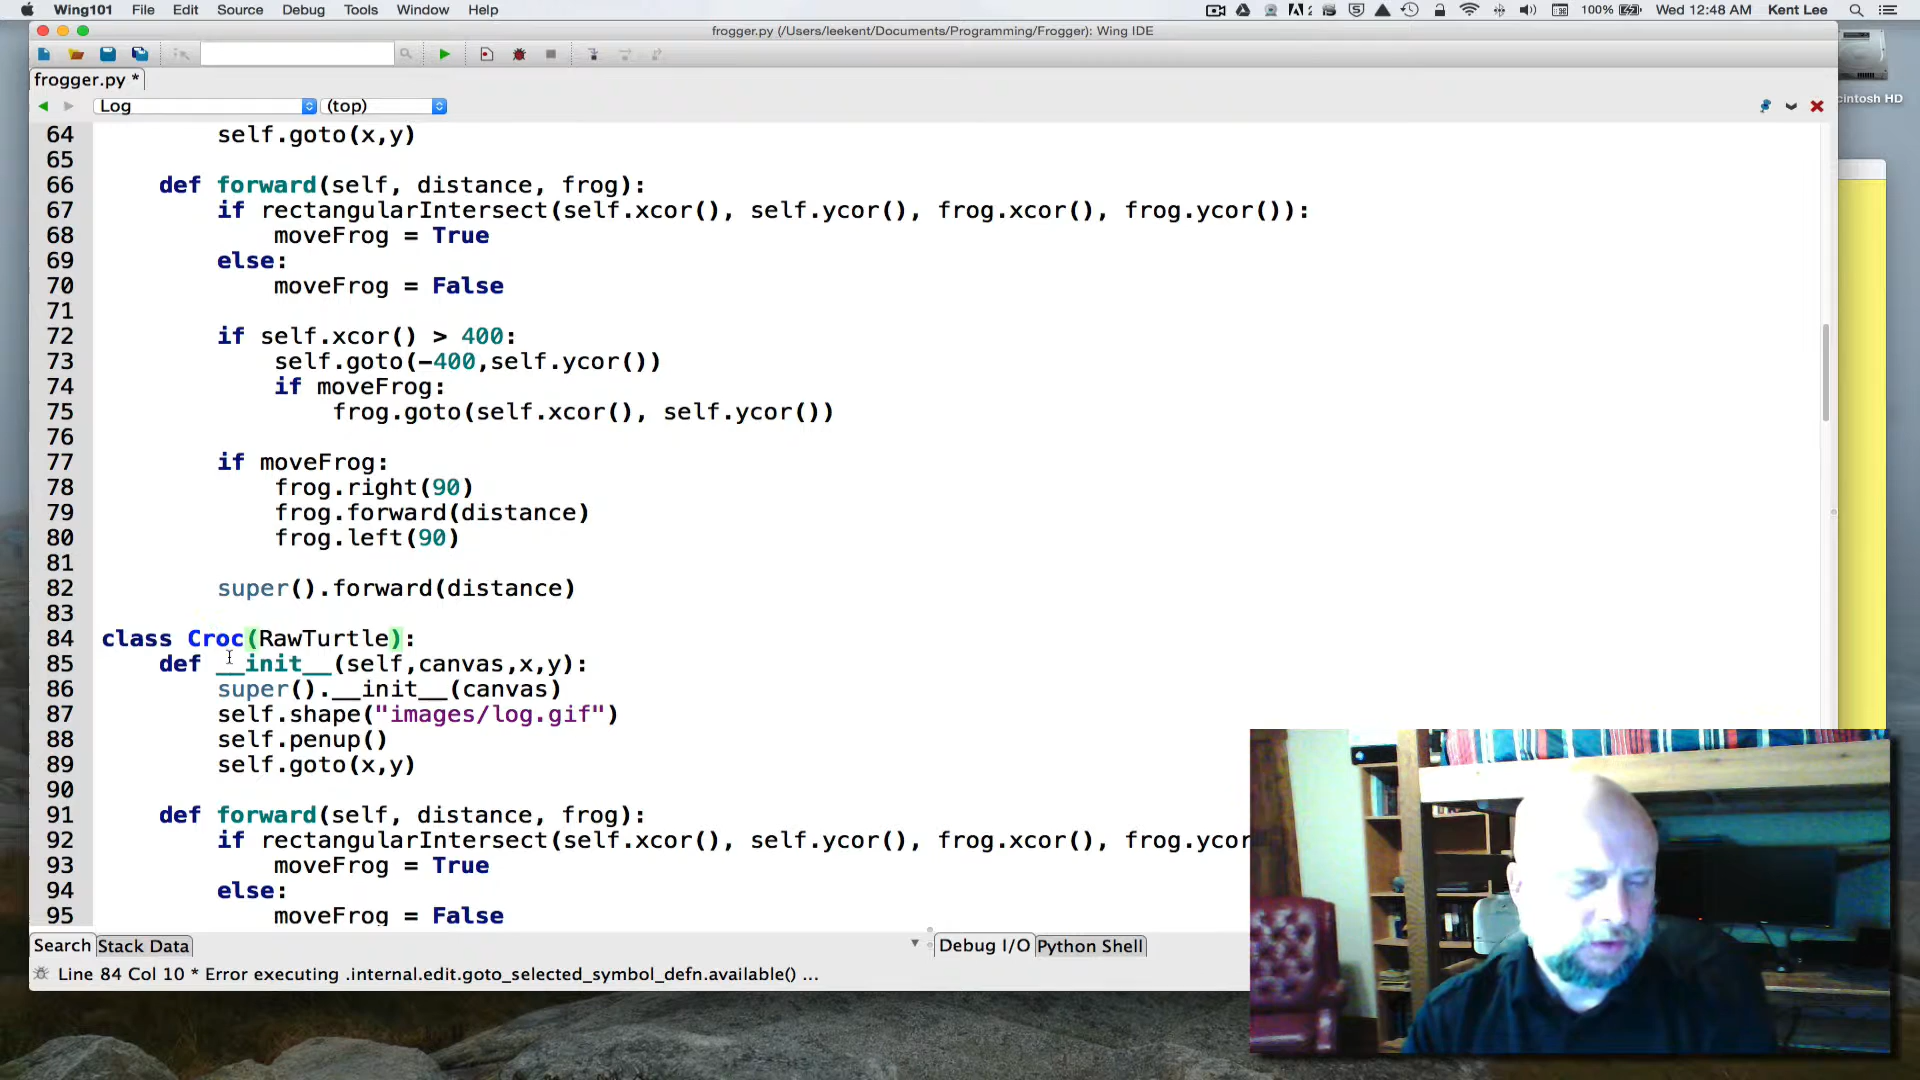 Wing101 File Edit Source Debug Tools Window Help 100% Wed 12:48 AM Kent Lee
frogger.py (/Users/leekent/Documents/Programming/Frogger): Wing IDE
frogger.py *
Log (top)
cintosh HD
64 self.goto(x,y)
65
66 def forward(self, distance, frog):
67 if rectangularIntersect(self.xcor(), self.ycor(), frog.xcor(), frog.ycor()):
68 moveFrog = True
69 else:
70 moveFrog = False
71
72 if self.xcor() > 400:
73 self.goto(-400,self.ycor())
74 if moveFrog:
75 frog.goto(self.xcor(), self.ycor())
76
77 if moveFrog:
78 frog.right(90)
79 frog.forward(distance)
80 frog.left(90)
81
82 super().forward(distance)
83
84 class Croc(RawTurtle):
85 def __init__(self,canvas,x,y):
86 super().__init__(canvas)
87 self.shape("images/log.gif")
88 self.penup()
89 self.goto(x,y)
90
91 def forward(self, distance, frog):
92 if rectangularIntersect(self.xcor(), self.ycor(), frog.xcor(), frog.ycor
93 moveFrog = True
94 else:
95 moveFrog = False
Search Stack Data Debug I/O Python Shell
Line 84 Col 10 * Error executing .internal.edit.goto_selected_symbol_defn.available() ...